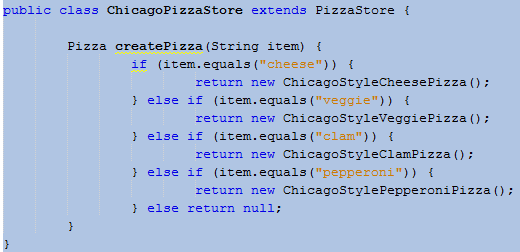 public class ChicagoPizzaStore extends PizzaStore {
Pizza createPizza(String item) {
if (item.equals("cheese")) {
return new ChicagoStyleCheesePizza();
} else if (item.equals("veggie")) {
return new ChicagoStyleVeggiePizza();
} else if (item.equals("clam")) {
return new ChicagoStyleClamPizza();
} else if (item.equals("pepperoni")) {
return new ChicagoStylePepperoniPizza();
} else return null;
}
}